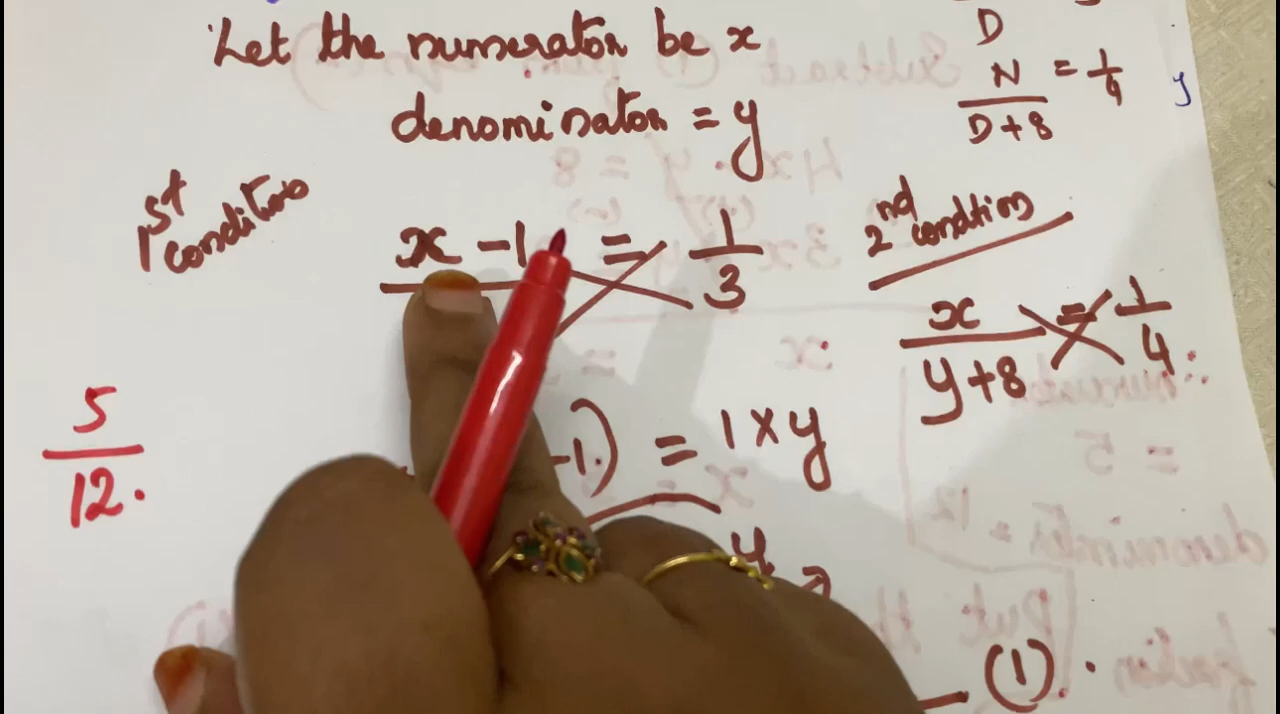 Let the numerator be x
denominator = y
D
N/D+8 = 1/4
y
1st condition
x - 1 = 1/3
2nd condition
x/y+8 = 1/4
5/12.
-1) = 1 x y
(1).